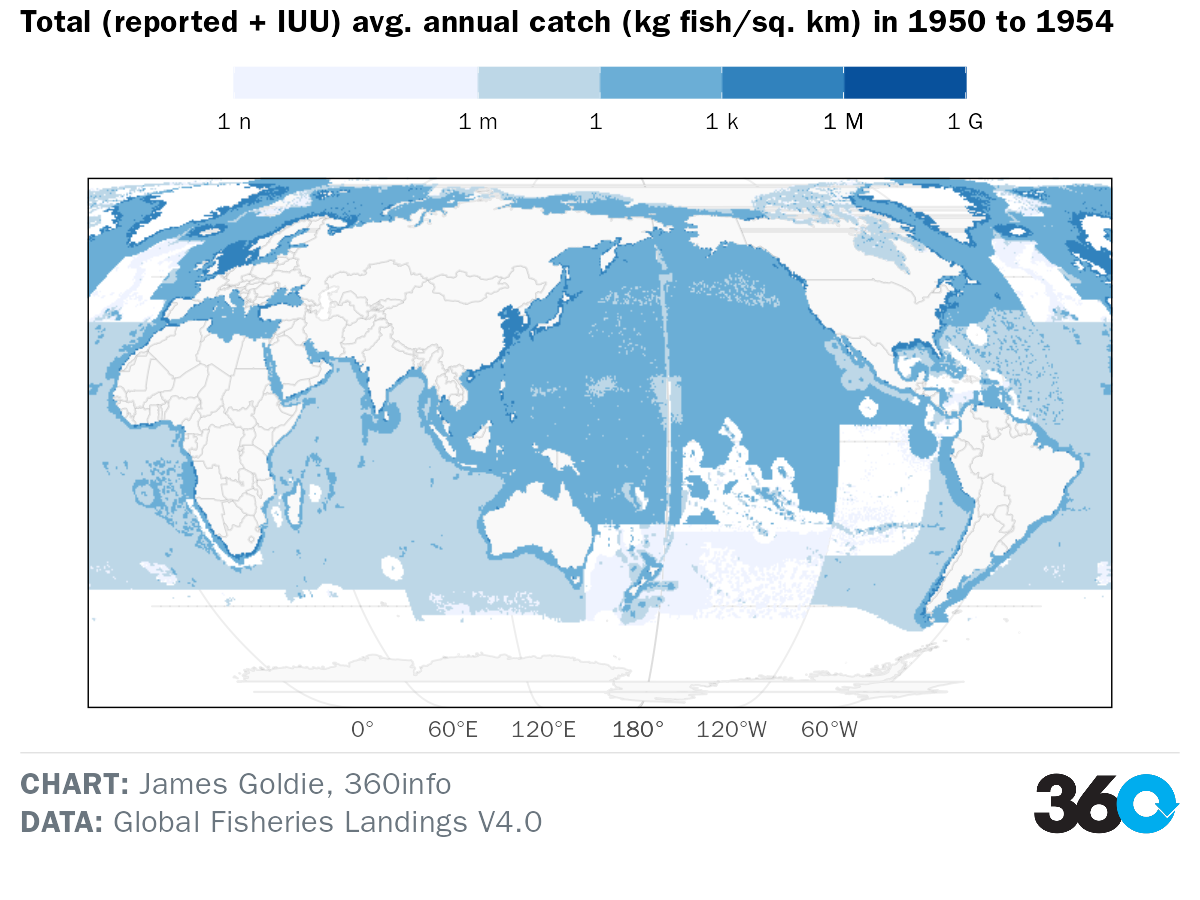 Total (reported + IUU) avg. annual catch (kg fish/sq. km) in 1950 to 1954
1 n 1 m 1 1 k 1 M 1 G
0° 60°E 120°E 180° 120°W 60°W
CHART: James Goldie, 360info
DATA: Global Fisheries Landings V4.0
360